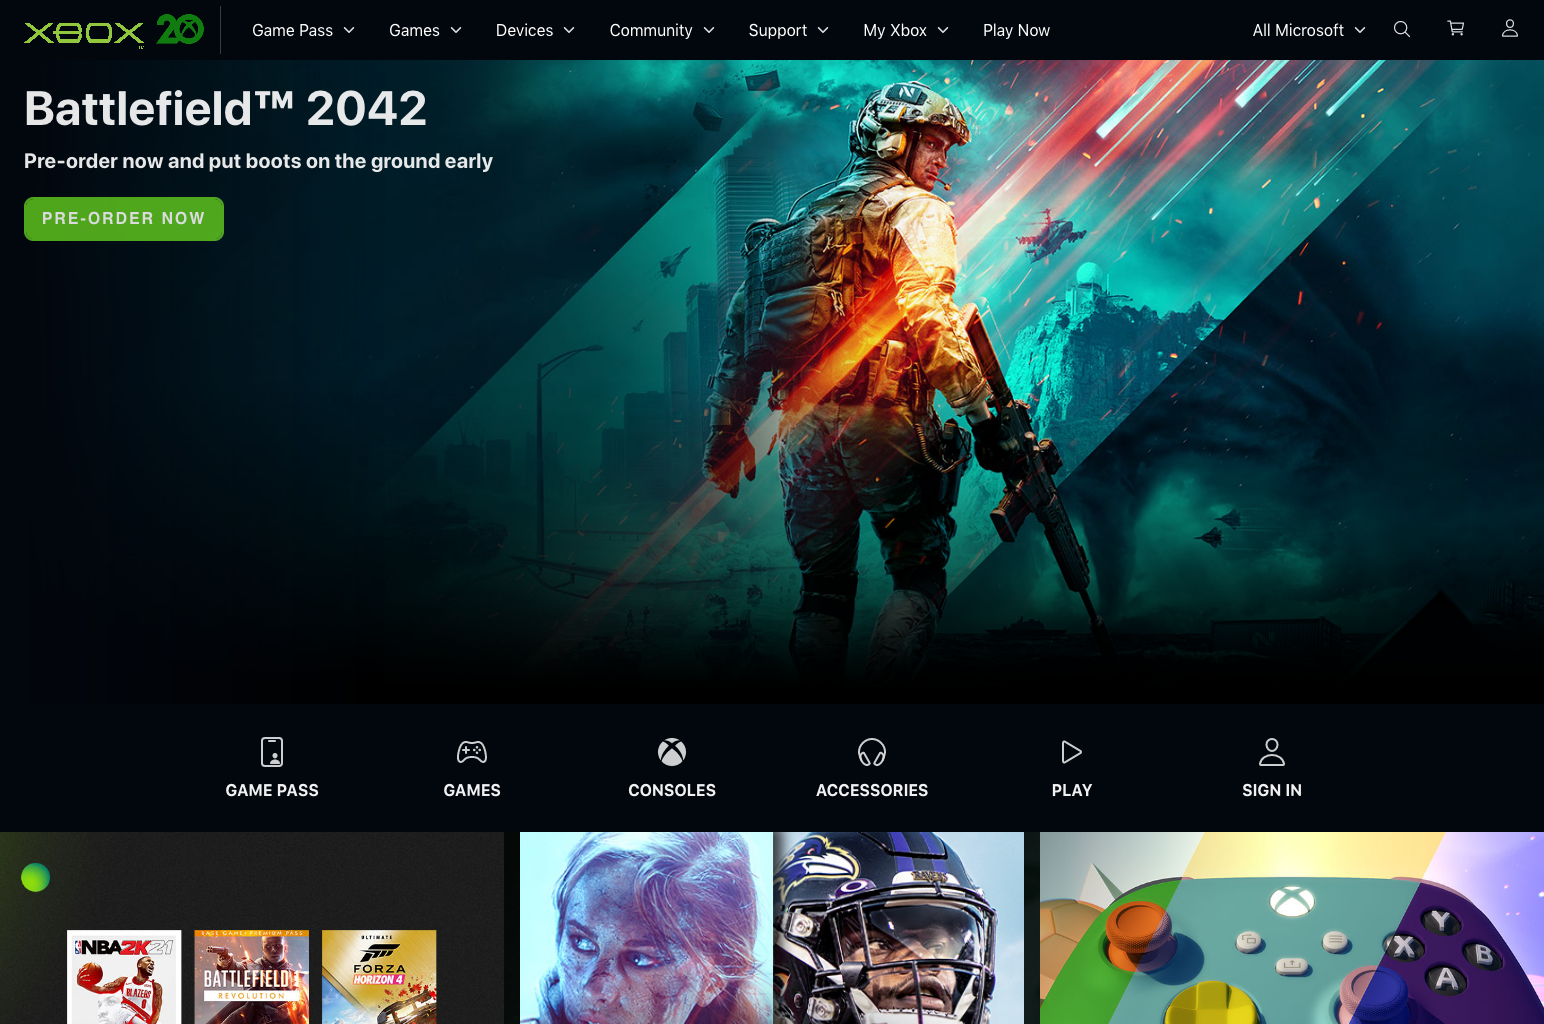 XBOX 20
Game Pass
Games
Devices
Community
Support
My Xbox
Play Now
All Microsoft
Battlefield™ 2042
Pre-order now and put boots on the ground early
PRE-ORDER NOW
GAME PASS
GAMES
CONSOLES
ACCESSORIES
PLAY
SIGN IN
NBA2K21
BLAZERS
BATTLEFIELD 1
REVOLUTION
ULTIMATE
FORZA
HORIZON 4
RAVENS
Y
X
B
A